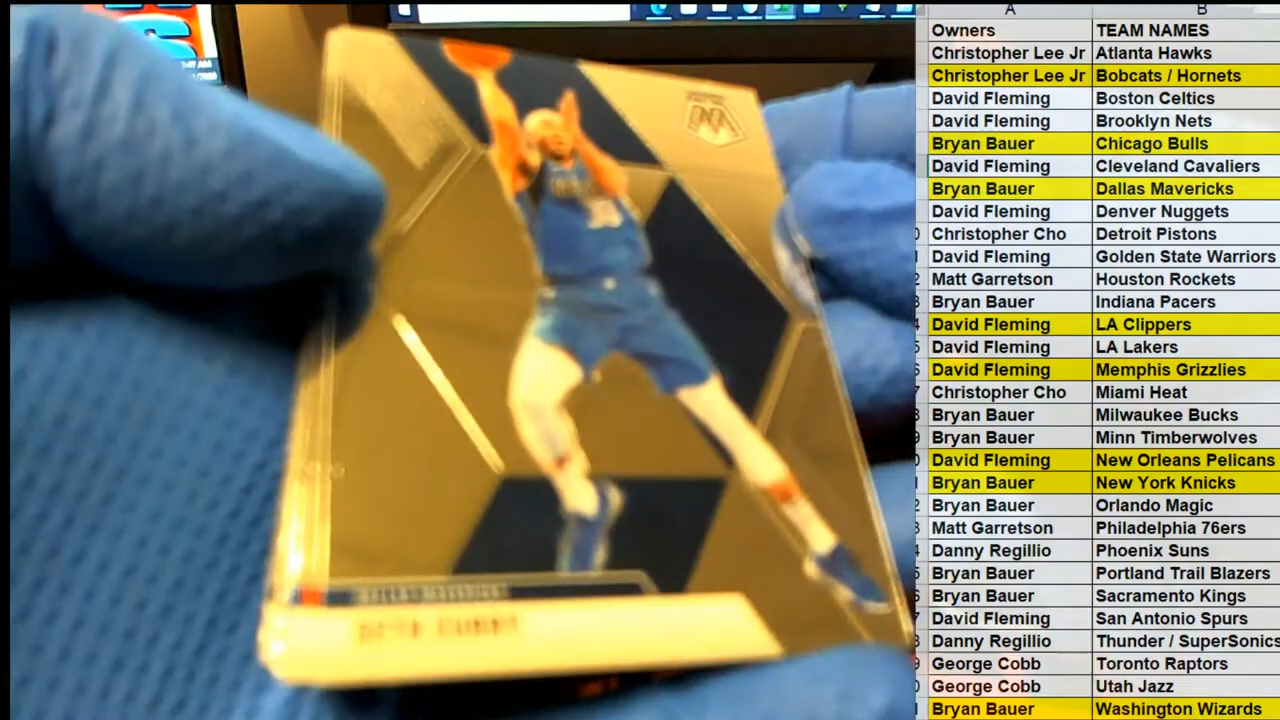 A B
Owners TEAM NAMES
Christopher Lee Jr Atlanta Hawks
Christopher Lee Jr Bobcats / Hornets
David Fleming Boston Celtics
David Fleming Brooklyn Nets
Bryan Bauer Chicago Bulls
David Fleming Cleveland Cavaliers
Bryan Bauer Dallas Mavericks
David Fleming Denver Nuggets
Christopher Cho Detroit Pistons
David Fleming Golden State Warriors
Matt Garretson Houston Rockets
Bryan Bauer Indiana Pacers
David Fleming LA Clippers
David Fleming LA Lakers
David Fleming Memphis Grizzlies
Christopher Cho Miami Heat
Bryan Bauer Milwaukee Bucks
Bryan Bauer Minn Timberwolves
David Fleming New Orleans Pelicans
Bryan Bauer New York Knicks
Bryan Bauer Orlando Magic
Matt Garretson Philadelphia 76ers
Danny Regillio Phoenix Suns
Bryan Bauer Portland Trail Blazers
Bryan Bauer Sacramento Kings
David Fleming San Antonio Spurs
Danny Regillio Thunder / SuperSonics
George Cobb Toronto Raptors
George Cobb Utah Jazz
Bryan Bauer Washington Wizards
SETH CURRY